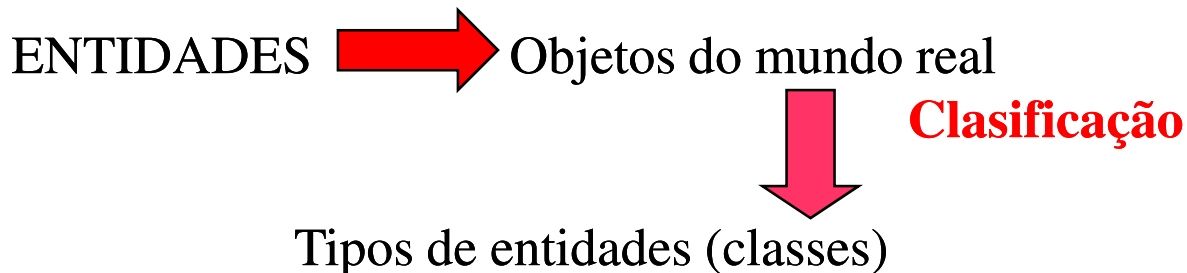 ENTIDADES Objetos do mundo real
Clasificação
Tipos de entidades (classes)